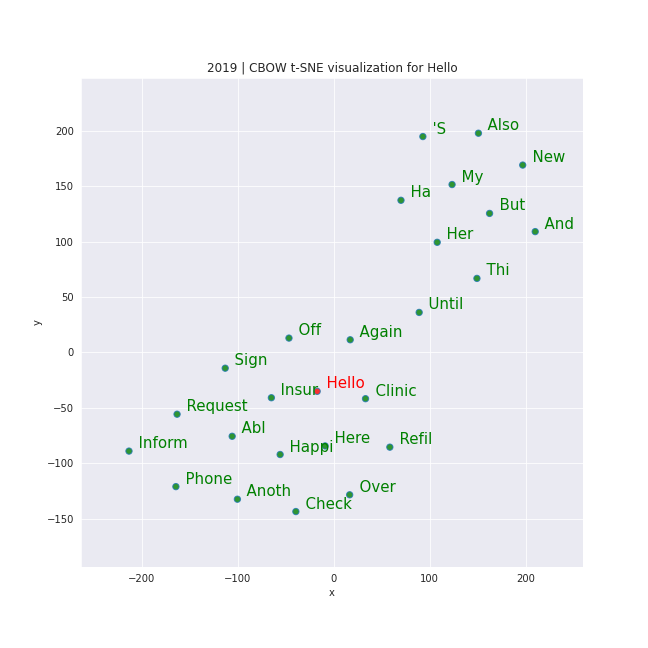 2019 | CBOW t-SNE visualization for Hello
200
150
100
50
0
−50
−100
−150
y
'S
Also
New
My
Ha
But
And
Her
Thi
Until
Off
Again
Sign
Hello
Insur
Clinic
Request
Abl
Here
Refil
Inform
Happi
Phone
Over
Anoth
Check
−200
−100
0
100
200
x